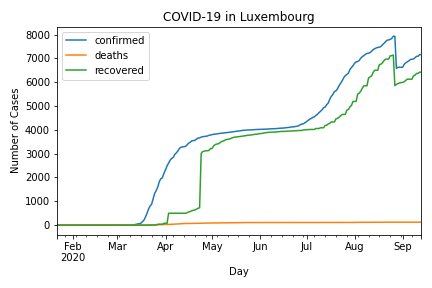 COVID-19 in Luxembourg
confirmed
deaths
recovered
Number of Cases
8000
7000
6000
5000
4000
3000
2000
1000
0
Feb Mar Apr May Jun Jul Aug Sep
2020
Day